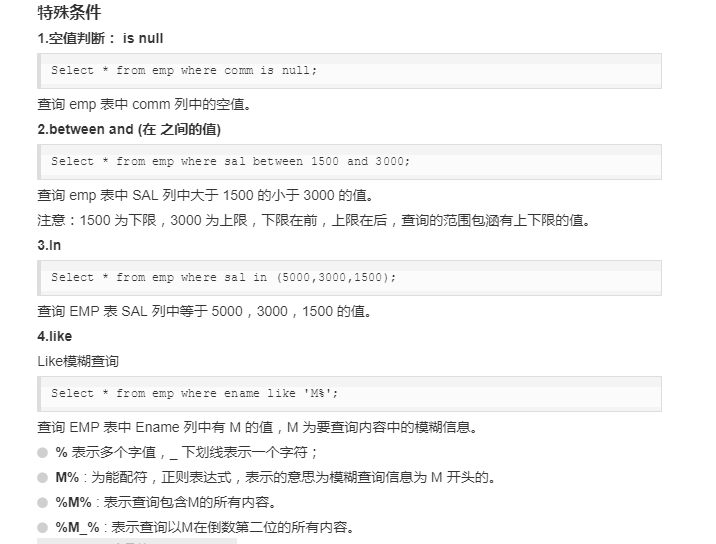 特殊条件
1.空值判断： is null
Select * from emp where comm is null;
查询 emp 表中 comm 列中的空值。
2.between and (在 之间的值)
Select * from emp where sal between 1500 and 3000;
查询 emp 表中 SAL 列中大于 1500 的小于 3000 的值。
注意：1500 为下限，3000 为上限，下限在前，上限在后，查询的范围包涵有上下限的值。
3.In
Select * from emp where sal in (5000,3000,1500);
查询 EMP 表 SAL 列中等于 5000，3000，1500 的值。
4.like
Like模糊查询
Select * from emp where ename like 'M%';
查询 EMP 表中 Ename 列中有 M 的值，M 为要查询内容中的模糊信息。
% 表示多个字值，_ 下划线表示一个字符；
M% : 为能配符，正则表达式，表示的意思为模糊查询信息为 M 开头的。
%M% : 表示查询包含M的所有内容。
%M_% : 表示查询以M在倒数第二位的所有内容。